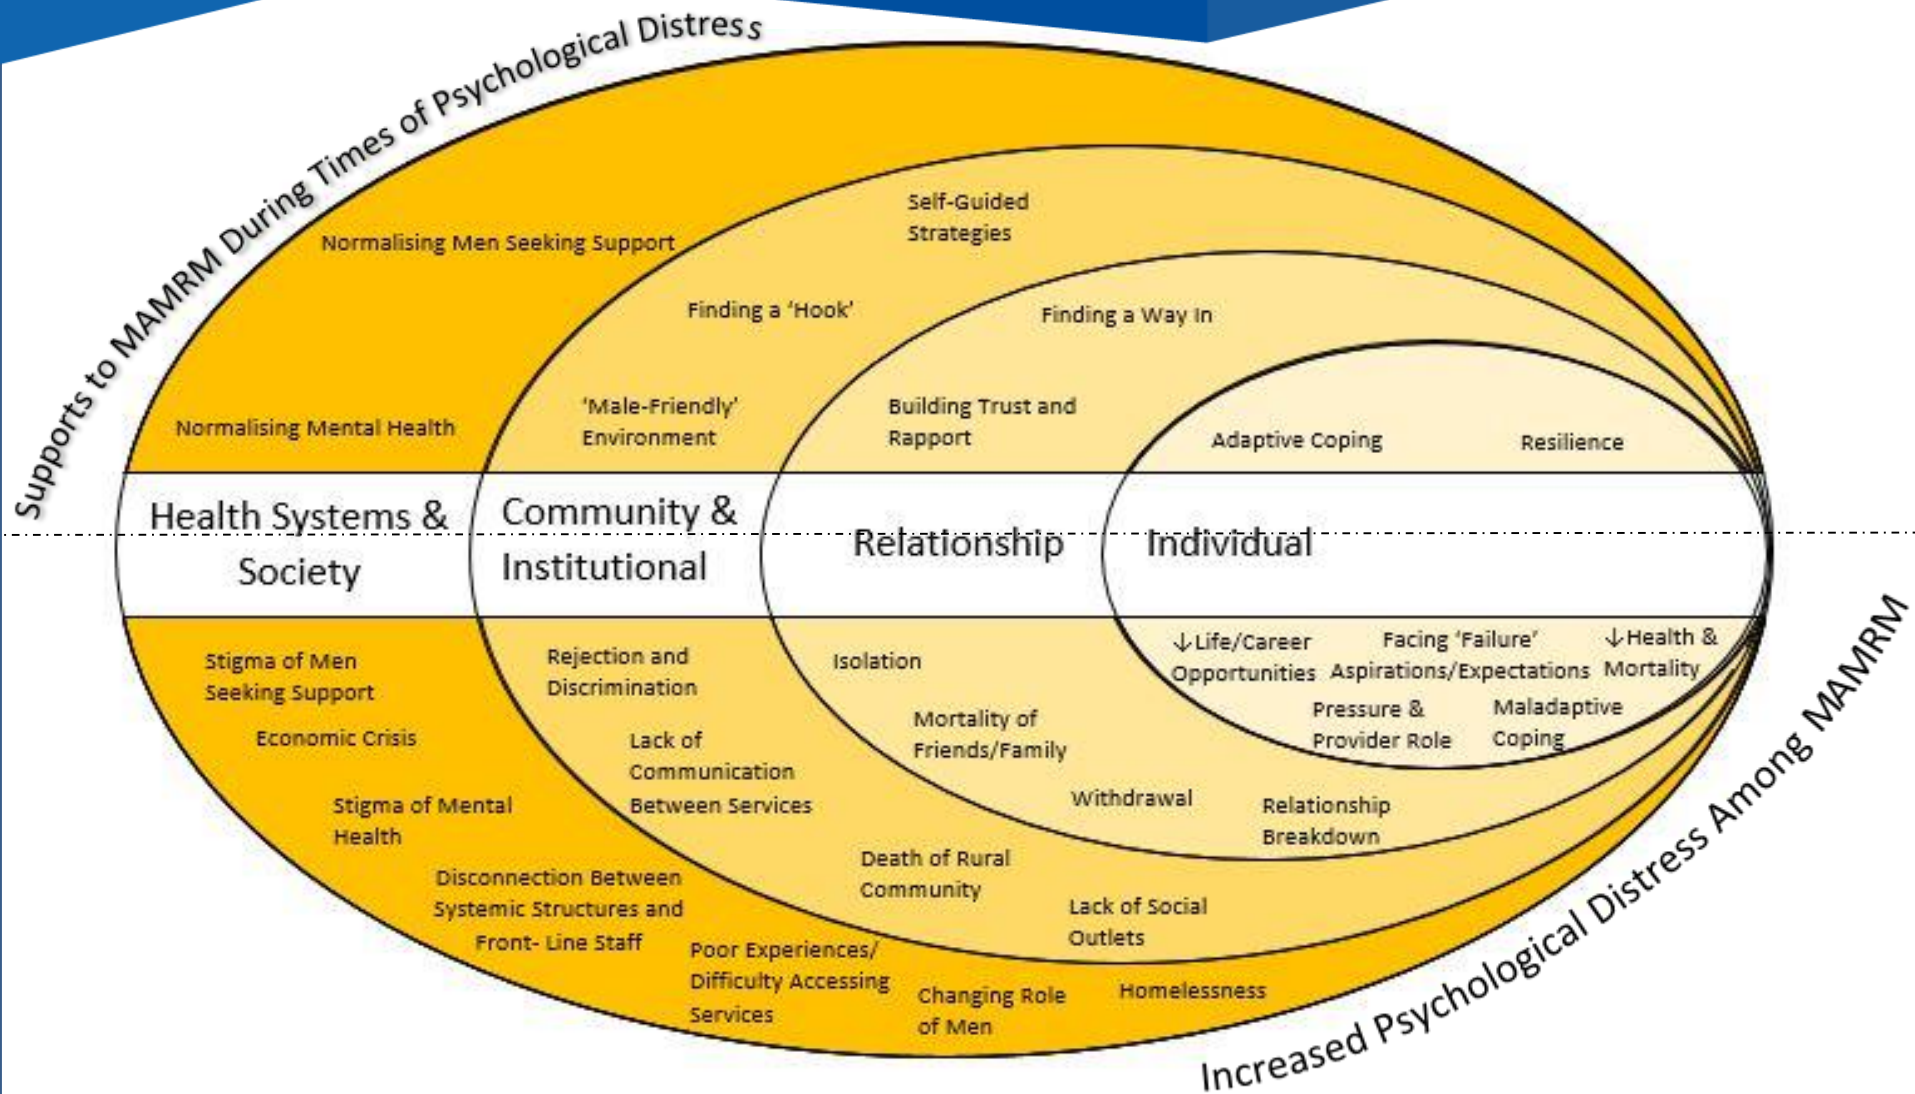 Supports to MAMRM During Times of Psychological Distress
Self-Guided
Strategies
Normalising Men Seeking Support
Finding a ‘Hook’
Finding a Way In
‘Male-Friendly’
Environment
Building Trust and
Rapport
Normalising Mental Health
Adaptive Coping
Resilience
Health Systems &
Society
Community &
Institutional
Relationship
Individual
Stigma of Men
Seeking Support
Economic Crisis
Stigma of Mental
Health
Disconnection Between
Systemic Structures and
Front- Line Staff
Poor Experiences/
Difficulty Accessing
Services
Changing Role
of Men
Homelessness
Rejection and
Discrimination
Lack of
Communication
Between Services
Death of Rural
Community
Lack of Social
Outlets
Isolation
Mortality of
Friends/Family
Withdrawal
Relationship
Breakdown
↓Life/Career
Opportunities
Facing ‘Failure’
Aspirations/Expectations
↓Health &
Mortality
Pressure &
Provider Role
Maladaptive
Coping
Increased Psychological Distress Among MAMRM